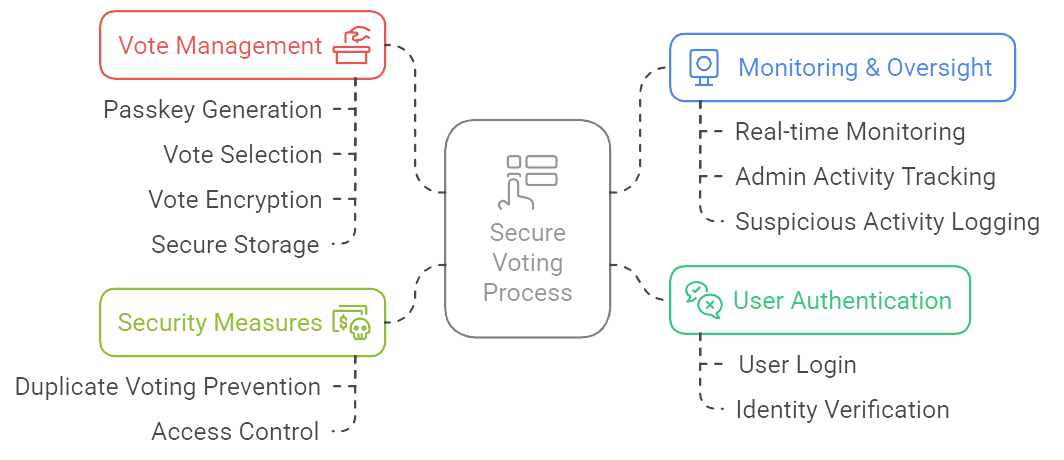 Vote Management
Passkey Generation
Vote Selection
Vote Encryption
Secure Storage
Security Measures
Duplicate Voting Prevention
Access Control
Secure
Voting
Process
Monitoring & Oversight
Real-time Monitoring
Admin Activity Tracking
Suspicious Activity Logging
User Authentication
User Login
Identity Verification